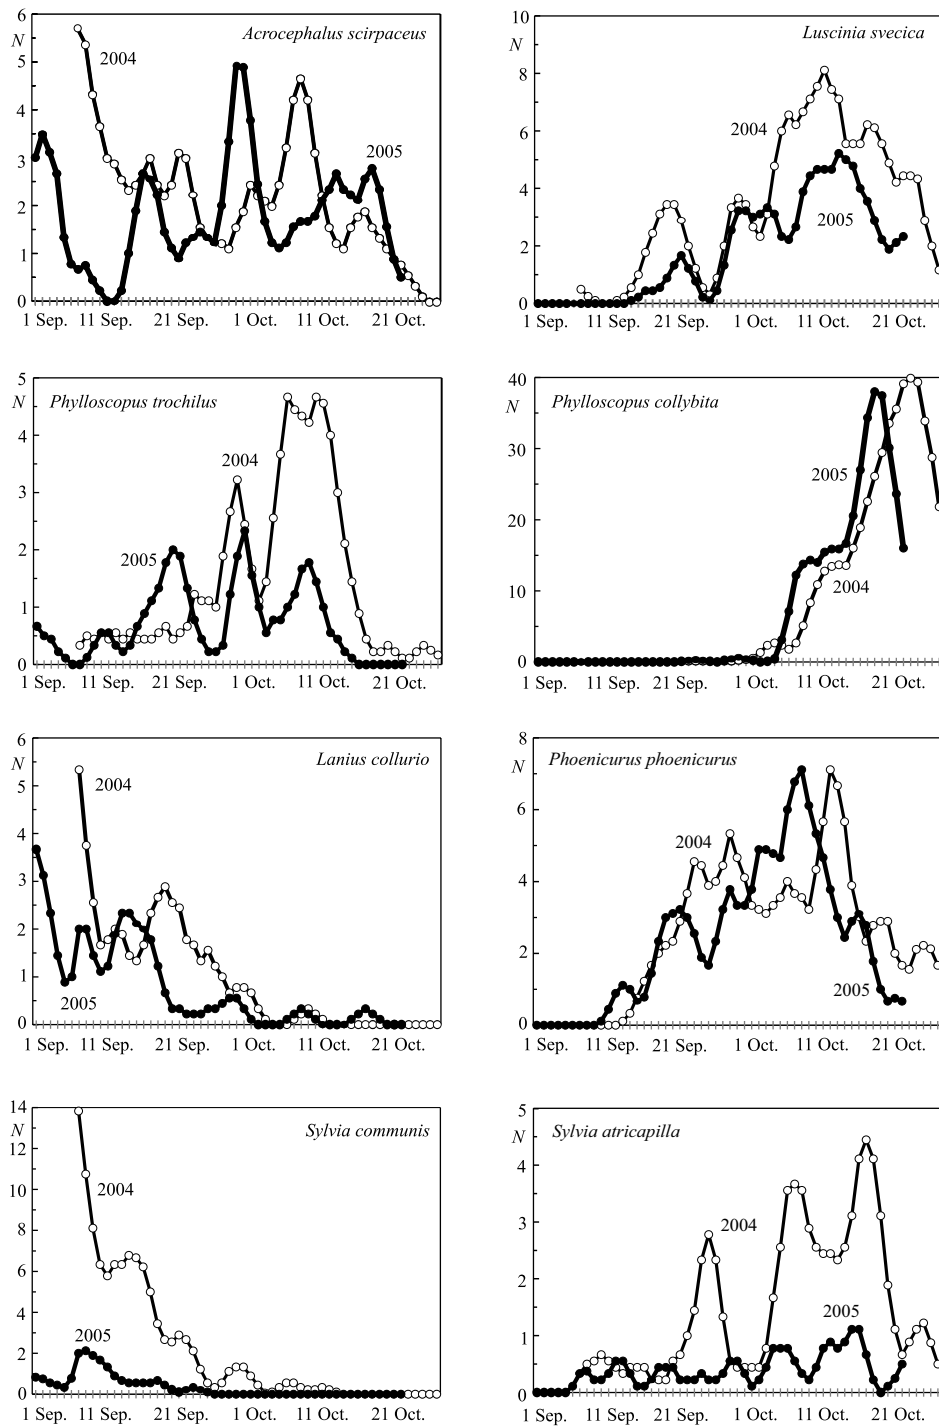 6
N
Acrocephalus scirpaceus
2004
5
4
3
2005
2
1
0
1 Sep. 11 Sep. 21 Sep. 1 Oct. 11 Oct. 21 Oct.
10
N
Luscinia svecica
8
2004
6
4
2005
2
0
1 Sep. 11 Sep. 21 Sep. 1 Oct. 11 Oct. 21 Oct.
5
N
Phylloscopus trochilus
4
2004
3
2005
2
1
0
1 Sep. 11 Sep. 21 Sep. 1 Oct. 11 Oct. 21 Oct.
40
N
Phylloscopus collybita
30
2005
20
2004
10
0
1 Sep. 11 Sep. 21 Sep. 1 Oct. 11 Oct. 21 Oct.
6
N
Lanius collurio
5
2004
4
3
2
1
2005
0
1 Sep. 11 Sep. 21 Sep. 1 Oct. 11 Oct. 21 Oct.
8
N
Phoenicurus phoenicurus
6
2004
4
2
2005
0
1 Sep. 11 Sep. 21 Sep. 1 Oct. 11 Oct. 21 Oct.
14
N
Sylvia communis
12
10
2004
8
6
4
2005
2
0
1 Sep. 11 Sep. 21 Sep. 1 Oct. 11 Oct. 21 Oct.
5
N
Sylvia atricapilla
4
3
2004
2
2005
1
0
1 Sep. 11 Sep. 21 Sep. 1 Oct. 11 Oct. 21 Oct.